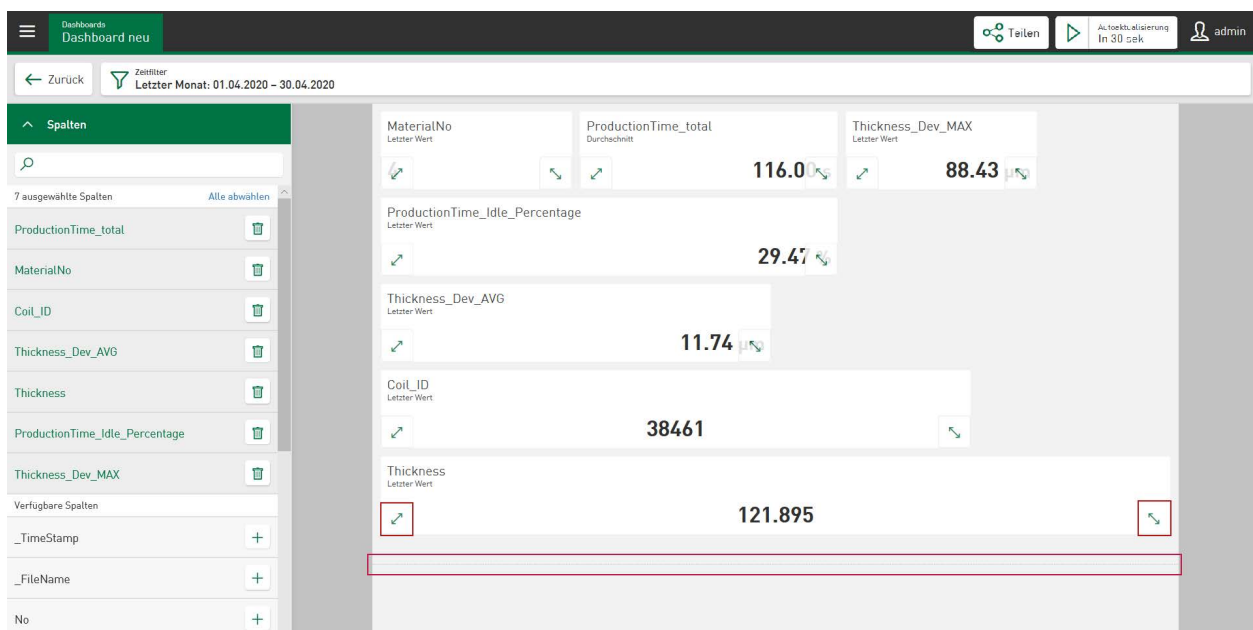 Dashboards
Dashboard neu
Teilen
Autoaktualisierung
In 30 sek
admin
Zurück
Zeitfilter
Letzter Monat: 01.04.2020 – 30.04.2020
Spalten
7 ausgewählte Spalten
Alle abwählen
ProductionTime_total
MaterialNo
Coil_ID
Thickness_Dev_AVG
Thickness
ProductionTime_Idle_Percentage
Thickness_Dev_MAX
Verfügbare Spalten
_TimeStamp
_FileName
No
MaterialNo
Letzter Wert
ProductionTime_total
Durchschnitt
116.00 s
Thickness_Dev_MAX
Letzter Wert
88.43 µm
ProductionTime_Idle_Percentage
Letzter Wert
29.47 %
Thickness_Dev_AVG
Letzter Wert
11.74 µm
Coil_ID
Letzter Wert
38461
Thickness
Letzter Wert
121.895